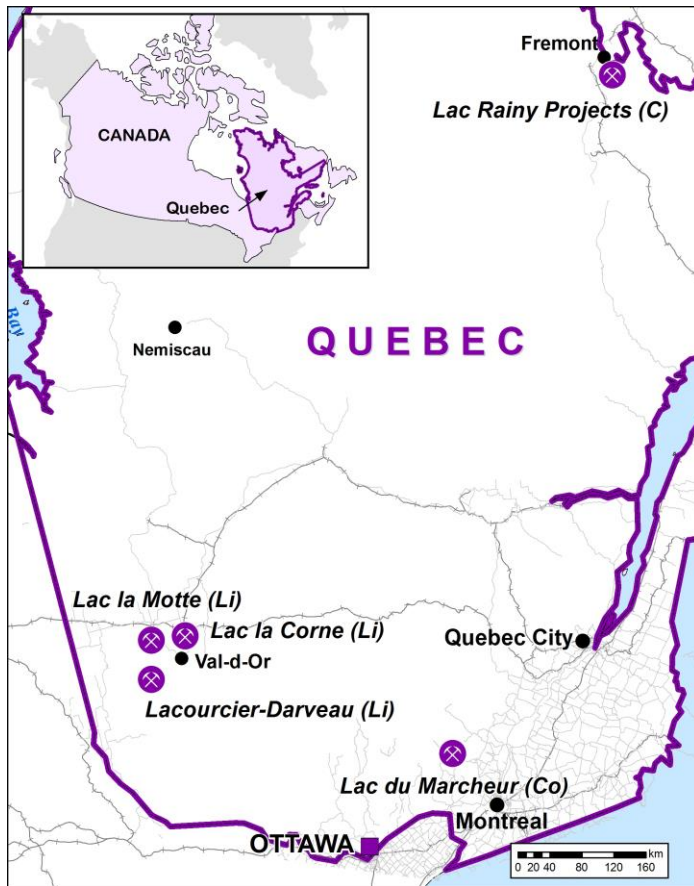 CANADA
Quebec
Fremont
Lac Rainy Projects (C)
Bay
Nemiscau
QUEBEC
Lac la Motte (Li)
Lac la Corne (Li)
Val-d-Or
Lacourcier-Darveau (Li)
Quebec City
Lac du Marcheur (Co)
Montreal
OTTAWA
0 20 40 80 120 160
km